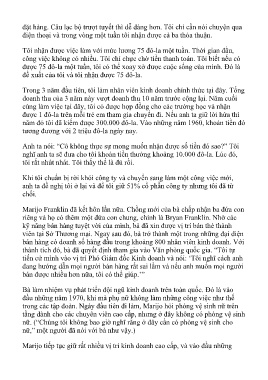 đặt hàng. Câu lạc bộ trượt tuyết thì dễ dàng hơn. Tôi chỉ cần nói chuyện qua
điện thoại và trong vòng một tuần tôi nhận được cả ba thỏa thuận.
Tôi nhận được việc làm với mức lương 75 đô-la một tuần. Thời gian đầu,
công việc không có nhiều. Tôi chỉ chạy cho tiền thanh toán. Tôi biết nếu có
được 75 đô-la một tuần, tôi có thể xoay xở được cuộc sống của mình. Đó là
đề xuất của tôi và tôi nhận được 75 đô-la.
Trong 3 năm đầu tiên, tôi làm nhân viên kinh doanh chính thức tại đây. Tổng
doanh thu của 3 năm này vượt doanh thu 10 năm trước cộng lại. Năm cuối
cùng làm việc tại đây, tôi có được hợp đồng cho các trường học và nhận
được 1 đô-la trên mỗi trẻ em tham gia chuyến đi. Nếu anh ta giữ lời hứa thì
năm đó tôi đã kiếm được 300.000 đô-la. Vào những năm 1960, khoản tiền đó
tương đương với 2 triệu đô-la ngày nay.
Anh ta nói: “Cô không thực sự mong muốn nhận được số tiền đó sao?” Tôi
nghĩ anh ta sẽ đưa cho tôi khoản tiền thưởng khoảng 10.000 đô-la. Lúc đó,
tôi rất nhút nhát. Tôi thấy thế là đủ rồi.
Khi tôi chuẩn bị rời khỏi công ty và chuyển sang làm một công việc mới,
anh ta đề nghị tôi ở lại và để tôi giữ 51% cổ phần công ty nhưng tôi đã từ
chối.
Marijo Franklin đã kết hôn lần nữa. Chồng mới của bà chấp nhận ba đứa con
riêng và họ có thêm một đứa con chung, chính là Bryan Franklin. Nhờ các
kỹ năng bán hàng tuyệt vời của mình, bà đã xin được vị trí bán thẻ thành
viên tại Sở Thương mại. Ngay sau đó, bà trở thành một trong những đại diện
bán hàng có doanh số hàng đầu trong khoảng 800 nhân viên kinh doanh. Với
thành tích đó, bà đã quyết định tham gia vào Văn phòng quốc gia. “Tôi tự
tiến cử mình vào vị trí Phó Giám đốc Kinh doanh và nói: ‘Tôi nghĩ cách anh
đang hướng dẫn mọi người bán hàng rất sai lầm và nếu anh muốn mọi người
bán được nhiều hơn nữa, tôi có thể giúp.’”
Bà làm nhiệm vụ phát triển đội ngũ kinh doanh trên toàn quốc. Đó là vào
đầu những năm 1970, khi mà phụ nữ không làm những công việc như thế
trong các tập đoàn. Ngày đầu tiên đi làm, Marijo hỏi phòng vệ sinh nữ trên
tầng dành cho các chuyên viên cao cấp, nhưng ở đây không có phòng vệ sinh
nữ. (“Chúng tôi không bao giờ nghĩ rằng ở đây cần có phòng vệ sinh cho
nữ,” một người đã nói với bà như vậy.)
Marijo tiếp tục giữ rất nhiều vị trí kinh doanh cao cấp, và vào đầu những